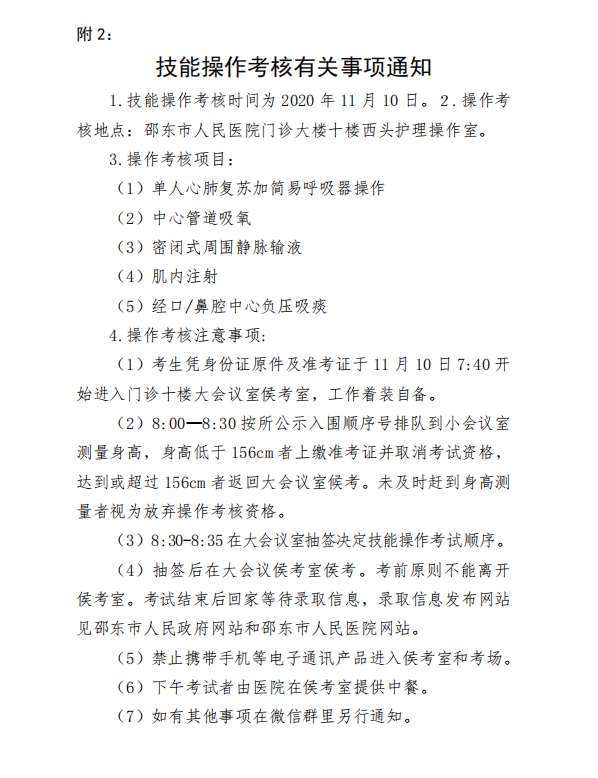 附 2：
技能操作考核有关事项通知
1.技能操作考核时间为 2020 年 11 月 10 日。2.操作考
核地点：邵东市人民医院门诊大楼十楼西头护理操作室。
3.操作考核项目：
（1）单人心肺复苏加简易呼吸器操作
（2）中心管道吸氧
（3）密闭式周围静脉输液
（4）肌内注射
（5）经口/鼻腔中心负压吸痰
4.操作考核注意事项:
（1）考生凭身份证原件及准考证于 11 月 10 日 7:40 开
始进入门诊十楼大会议室侯考室，工作着装自备。
（2）8:00—8:30 按所公示入围顺序号排队到小会议室
测量身高，身高低于 156cm 者上缴准考证并取消考试资格，
达到或超过 156cm 者返回大会议室候考。未及时赶到身高测
量者视为放弃操作考核资格。
（3）8:30-8:35 在大会议室抽签决定技能操作考试顺序。
（4）抽签后在大会议侯考室侯考。考前原则不能离开
侯考室。考试结束后回家等待录取信息，录取信息发布网站
见邵东市人民政府网站和邵东市人民医院网站。
（5）禁止携带手机等电子通讯产品进入侯考室和考场。
（6）下午考试者由医院在侯考室提供中餐。
（7）如有其他事项在微信群里另行通知。